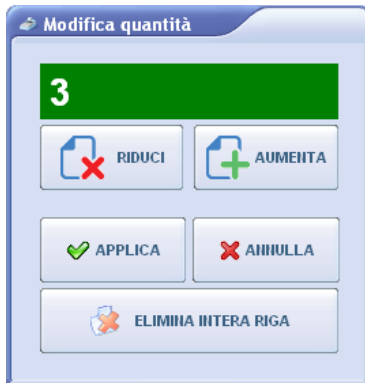 Modifica quantità
3
RIDUCI
AUMENTA
APPLICA
ANNULLA
ELIMINA INTERA RIGA